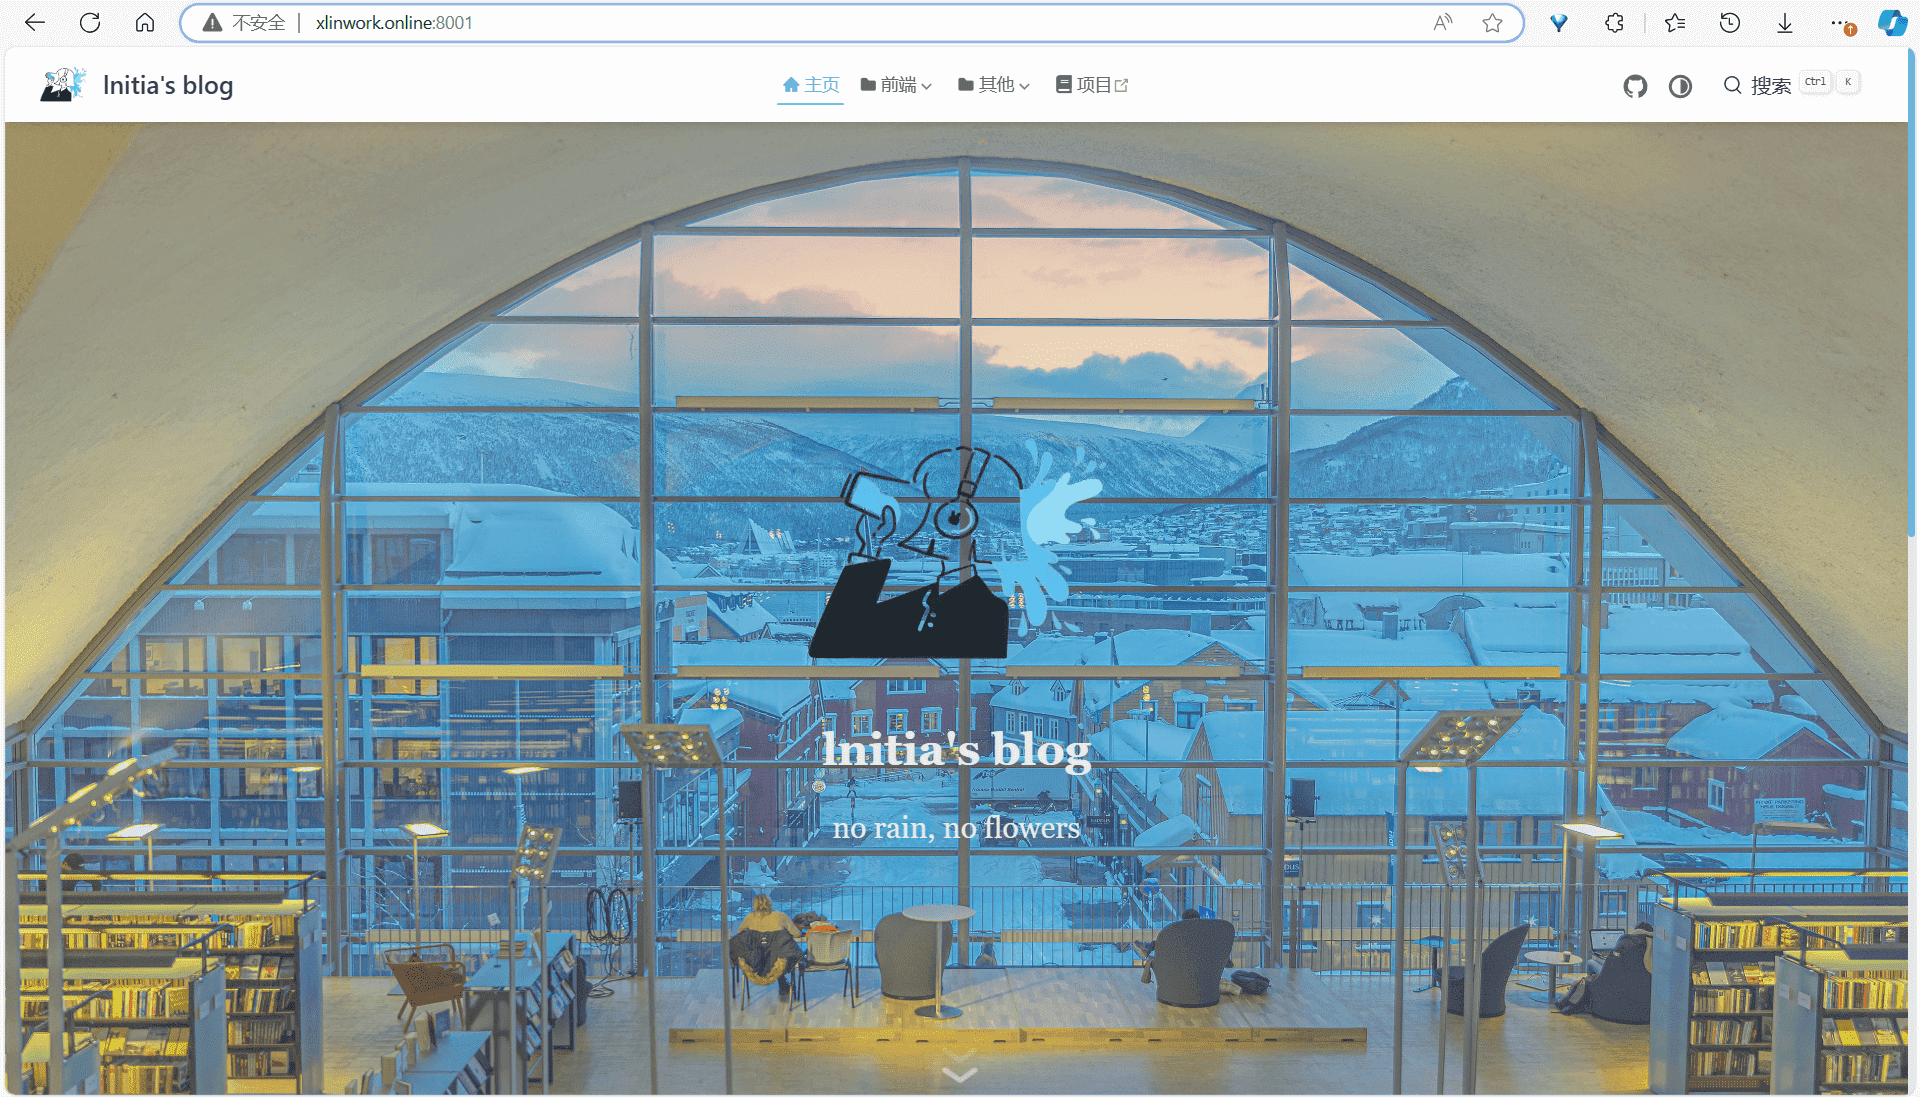 不安全 xlinwork.online:8001
Initia's blog 主页 前端 其他 项目 搜索 Ctrl K
Initia's blog
no rain, no flowers